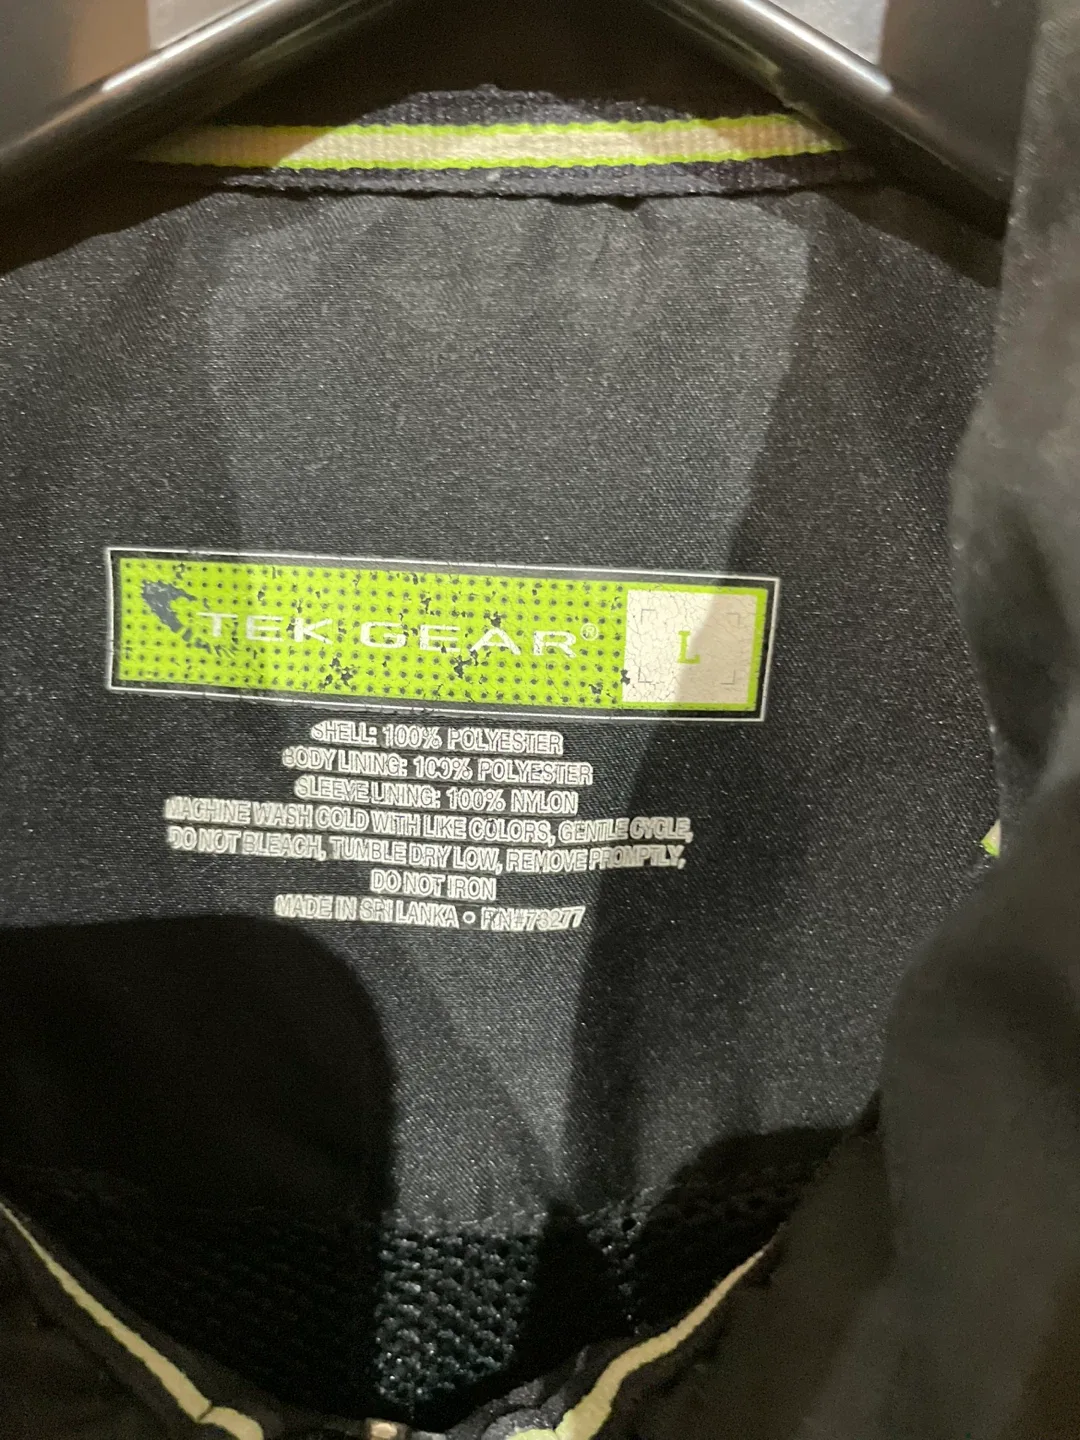 TEK GEAR® L
SHELL: 100% POLYESTER
BODY LINING: 100% POLYESTER
SLEEVE LINING: 100% NYLON
MACHINE WASH COLD WITH LIKE COLORS, GENTLE CYCLE,
DO NOT BLEACH, TUMBLE DRY LOW, REMOVE PROMPTLY,
DO NOT IRON
MADE IN SRI LANKA • RN#73277